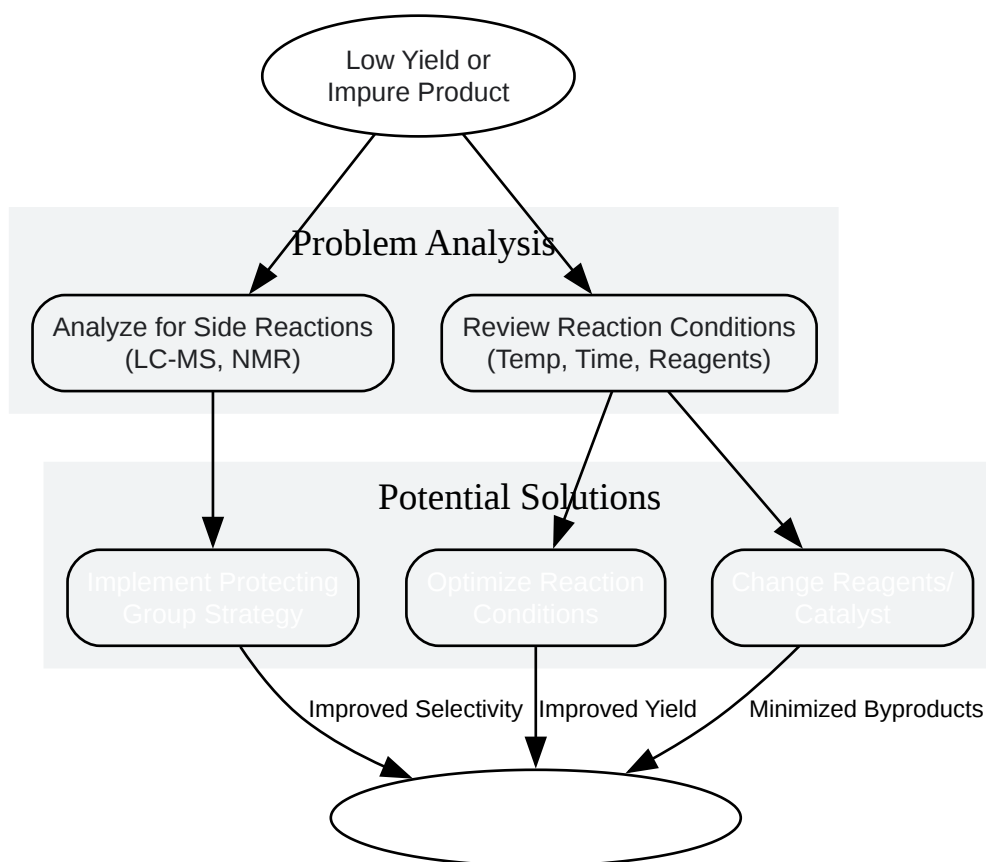 Low Yield or
Impure Product
Problem Analysis
Analyze for Side Reactions
(LC-MS, NMR)
Review Reaction Conditions
(Temp, Time, Reagents)
Potential Solutions
Implement Protecting
Group Strategy
Optimize Reaction
Conditions
Change Reagents/
Catalyst
Improved Selectivity
Improved Yield
Minimized Byproducts